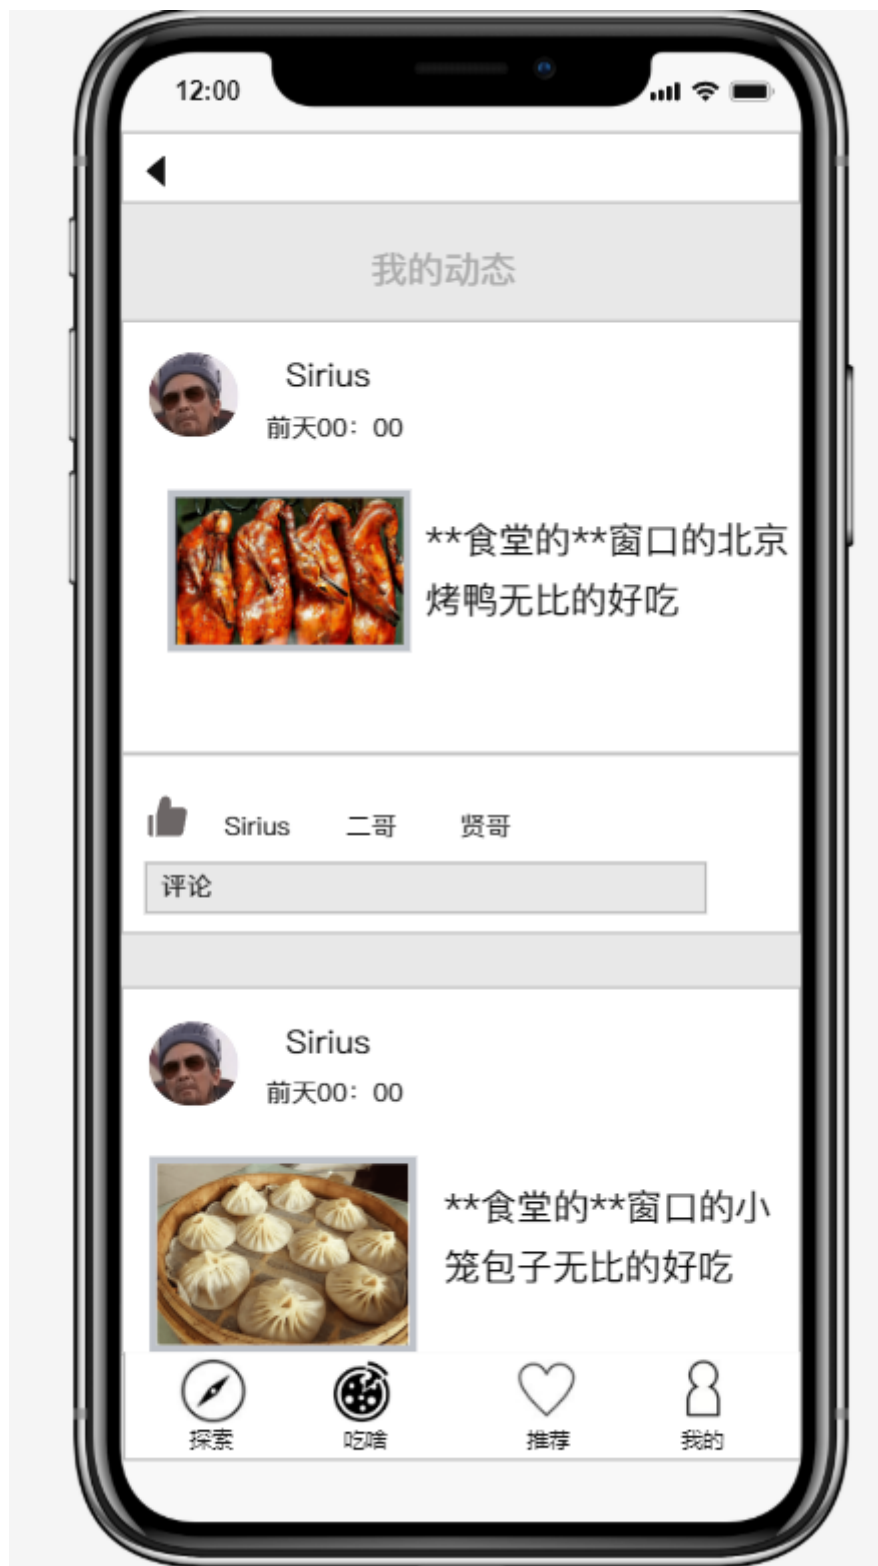 12:00
我的动态
Sirius
前天00：00
**食堂的**窗口的北京
烤鸭无比的好吃
Sirius 二哥 贤哥
评论
Sirius
前天00：00
**食堂的**窗口的小
笼包子无比的好吃
探索 吃啥 推荐 我的